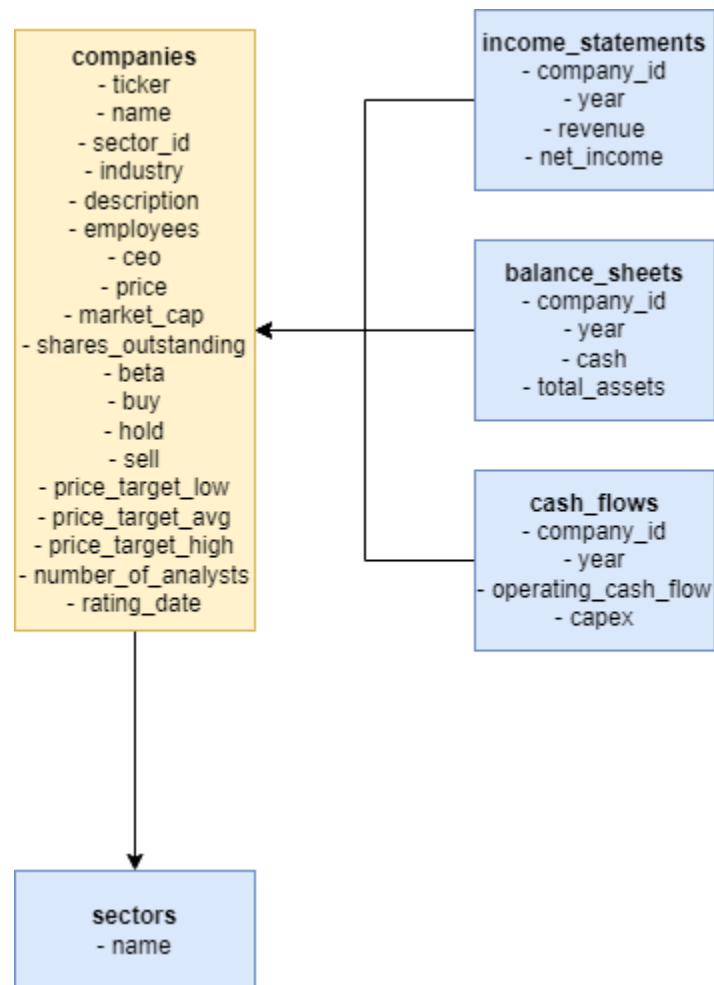 companies
- ticker
- name
- sector_id
- industry
- description
- employees
- ceo
- price
- market_cap
- shares_outstanding
- beta
- buy
- hold
- sell
- price_target_low
- price_target_avg
- price_target_high
- number_of_analysts
- rating_date
income_statements
- company_id
- year
- revenue
- net_income
balance_sheets
- company_id
- year
- cash
- total_assets
cash_flows
- company_id
- year
- operating_cash_flow
- capex
sectors
- name